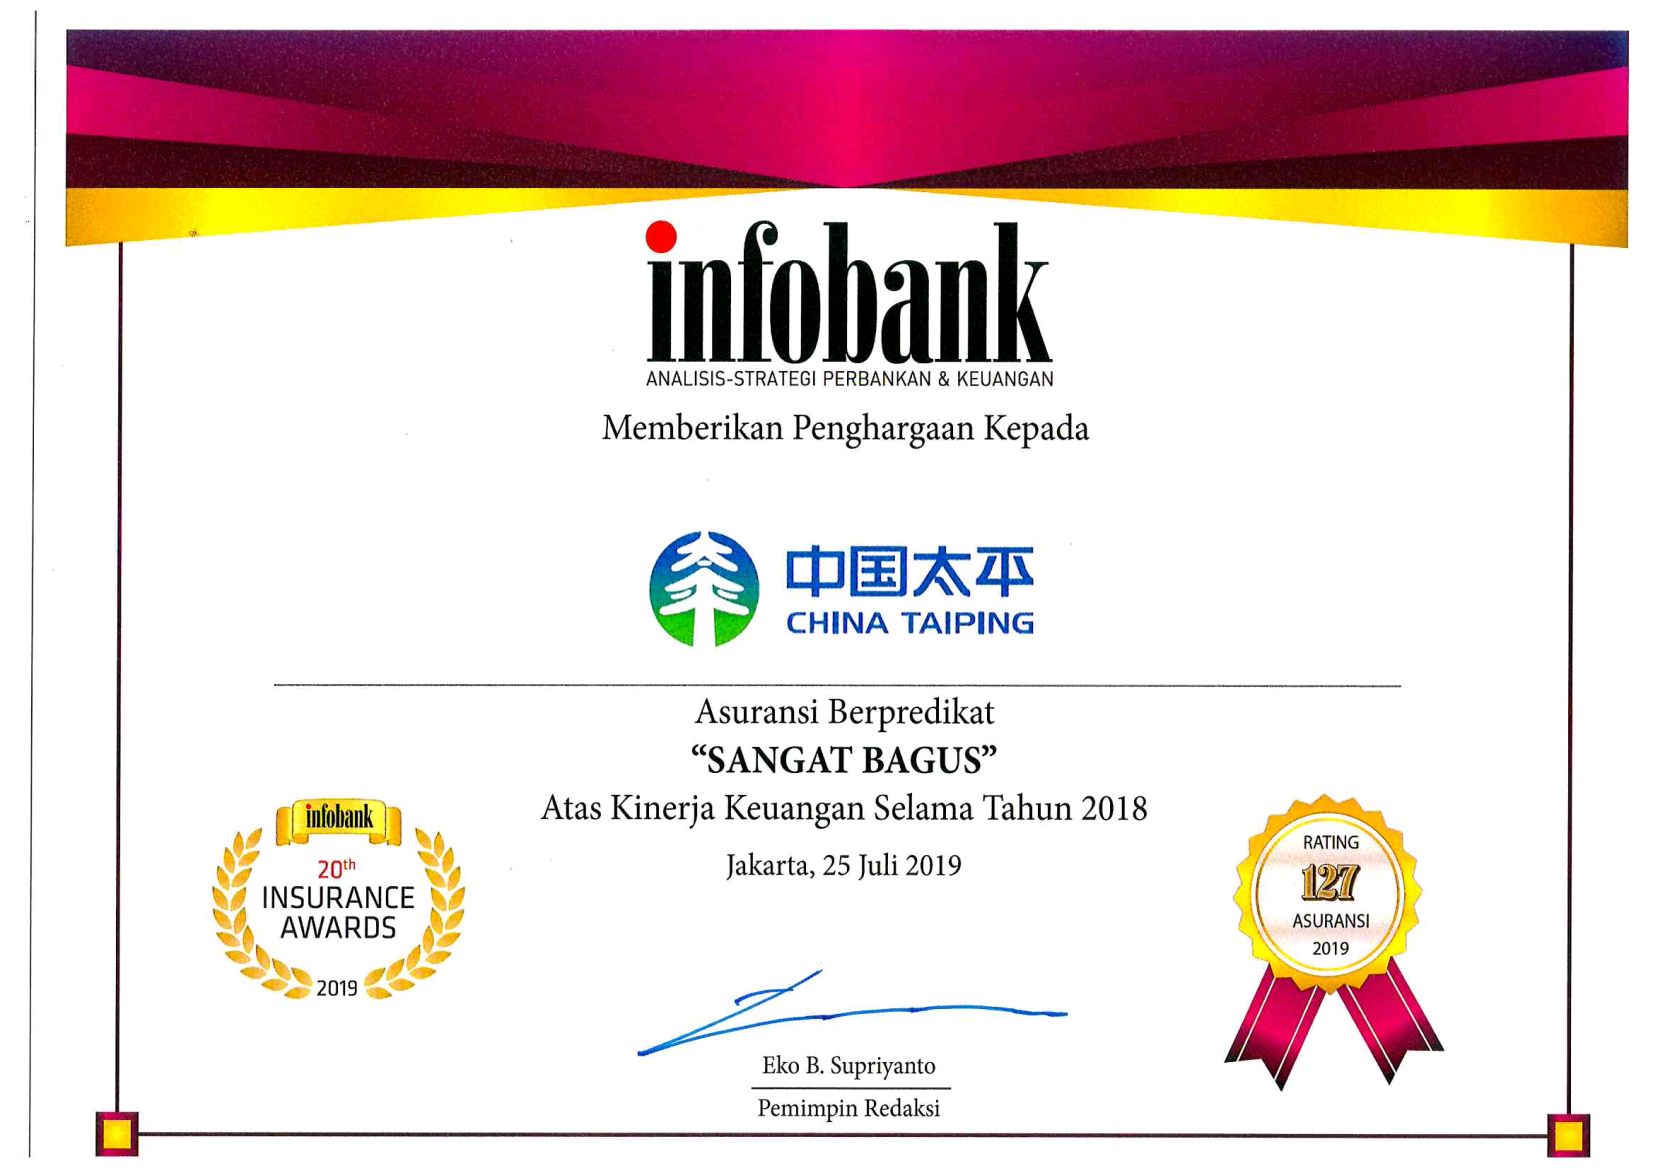 infobank
ANALISIS-STRATEGI PERBANKAN & KEUANGAN
Memberikan Penghargaan Kepada
中国太平
CHINA TAIPING
Asuransi Berpredikat
“SANGAT BAGUS”
Atas Kinerja Keuangan Selama Tahun 2018
Jakarta, 25 Juli 2019
infobank
20th
INSURANCE
AWARDS
2019
RATING
127
ASURANSI
2019
Eko B. Supriyanto
Pemimpin Redaksi